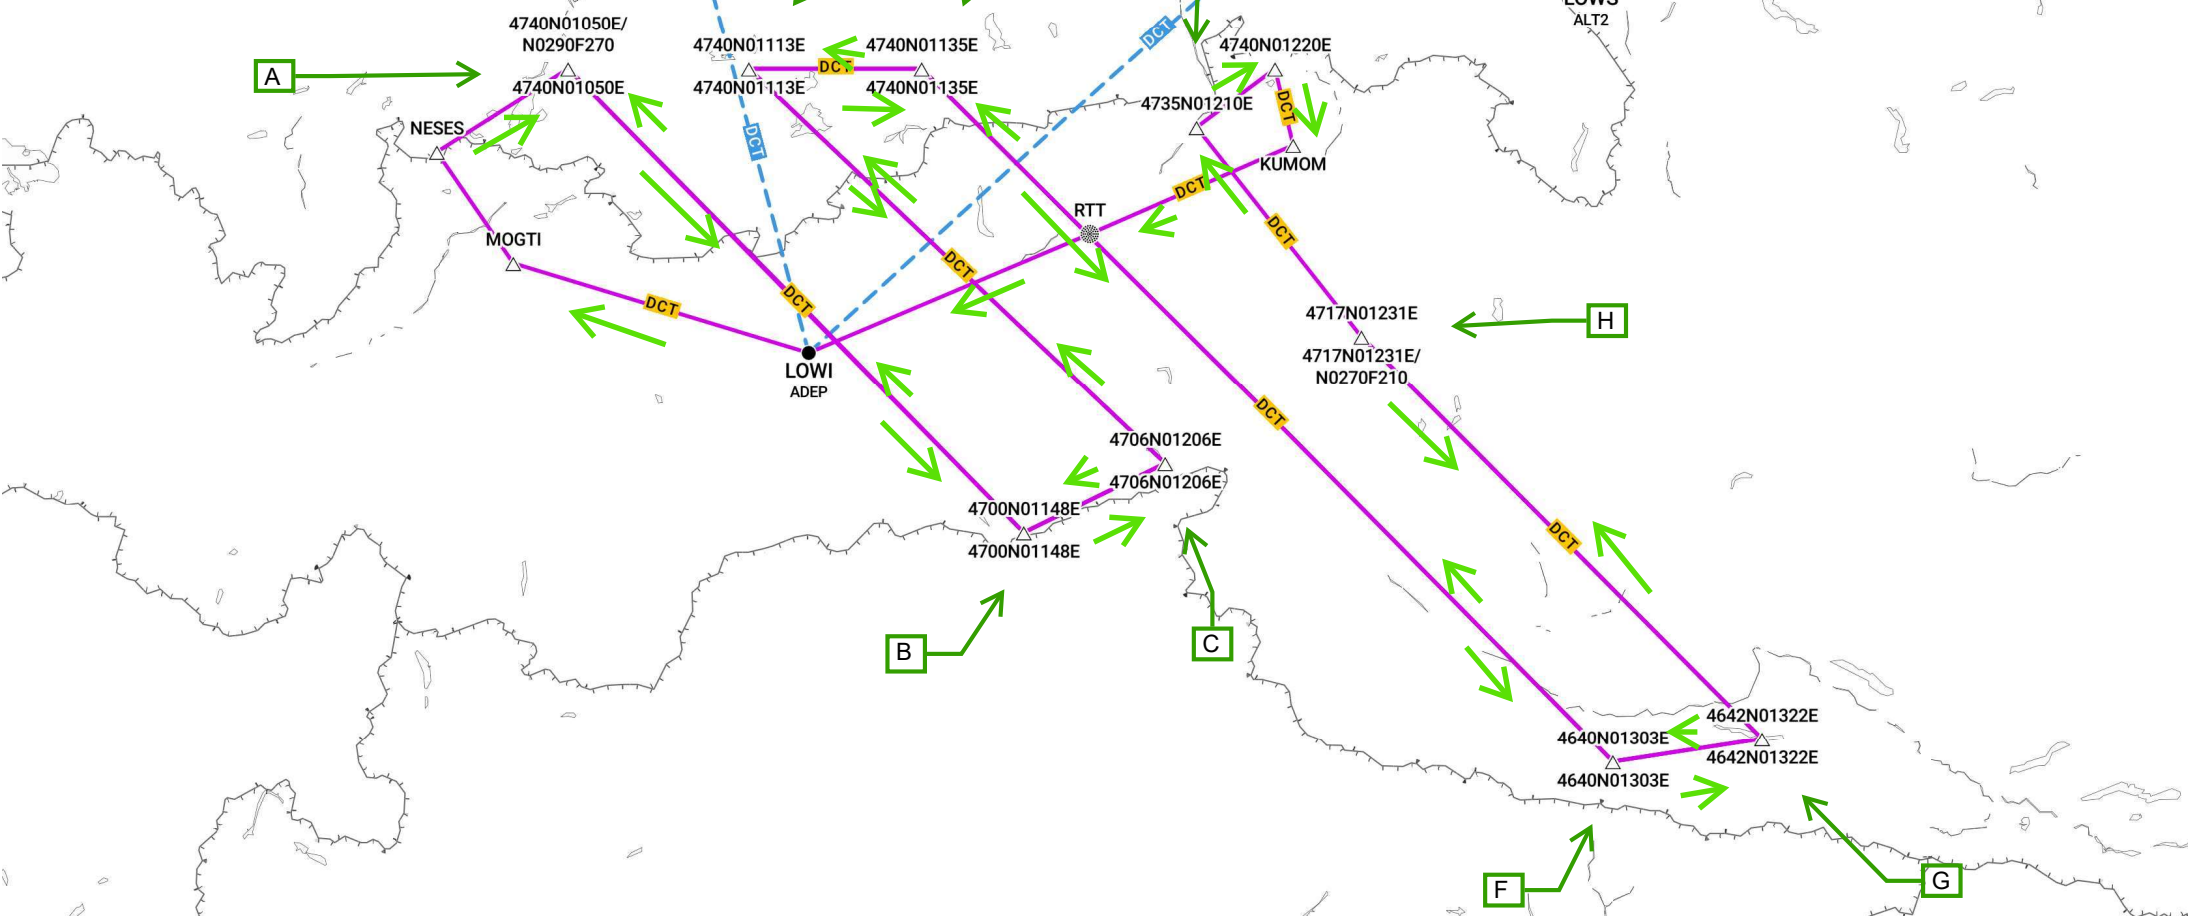 LOWS
ALT2
4740N01050E/
N0290F270
4740N01113E
4740N01135E
4740N01220E
DCT
DCT
A
4740N01050E
4740N01113E
4740N01135E
4735N01210E
DCT
NESES
DCT
KUMOM
DCT
RTT
DCT
MOGTI
DCT
DCT
DCT
4717N01231E
H
LOWI
ADEP
4717N01231E/
N0270F210
DCT
4706N01206E
4706N01206E
4700N01148E
DCT
4700N01148E
B
C
4642N01322E
4640N01303E
4642N01322E
4640N01303E
F
G